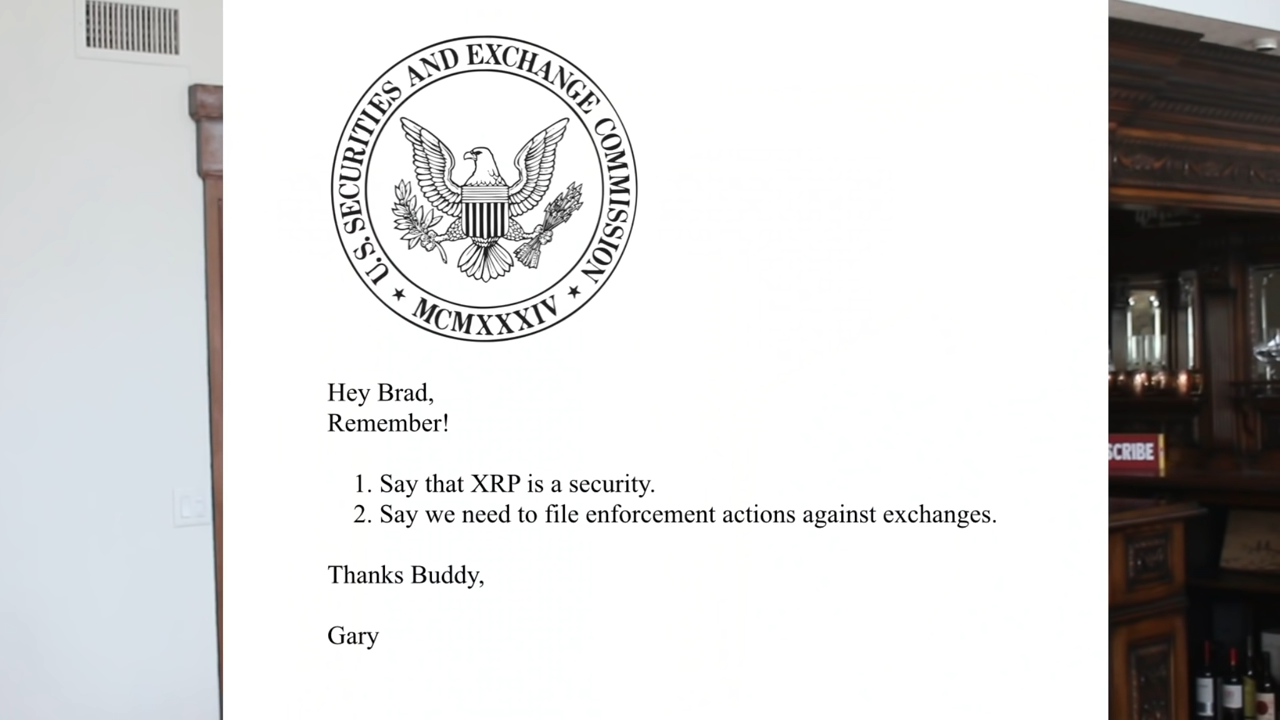 U.S. SECURITIES AND EXCHANGE COMMISSION
MCMXXXIV
Hey Brad,
Remember!
1. Say that XRP is a security.
2. Say we need to file enforcement actions against exchanges.
Thanks Buddy,
Gary
SCRIBE